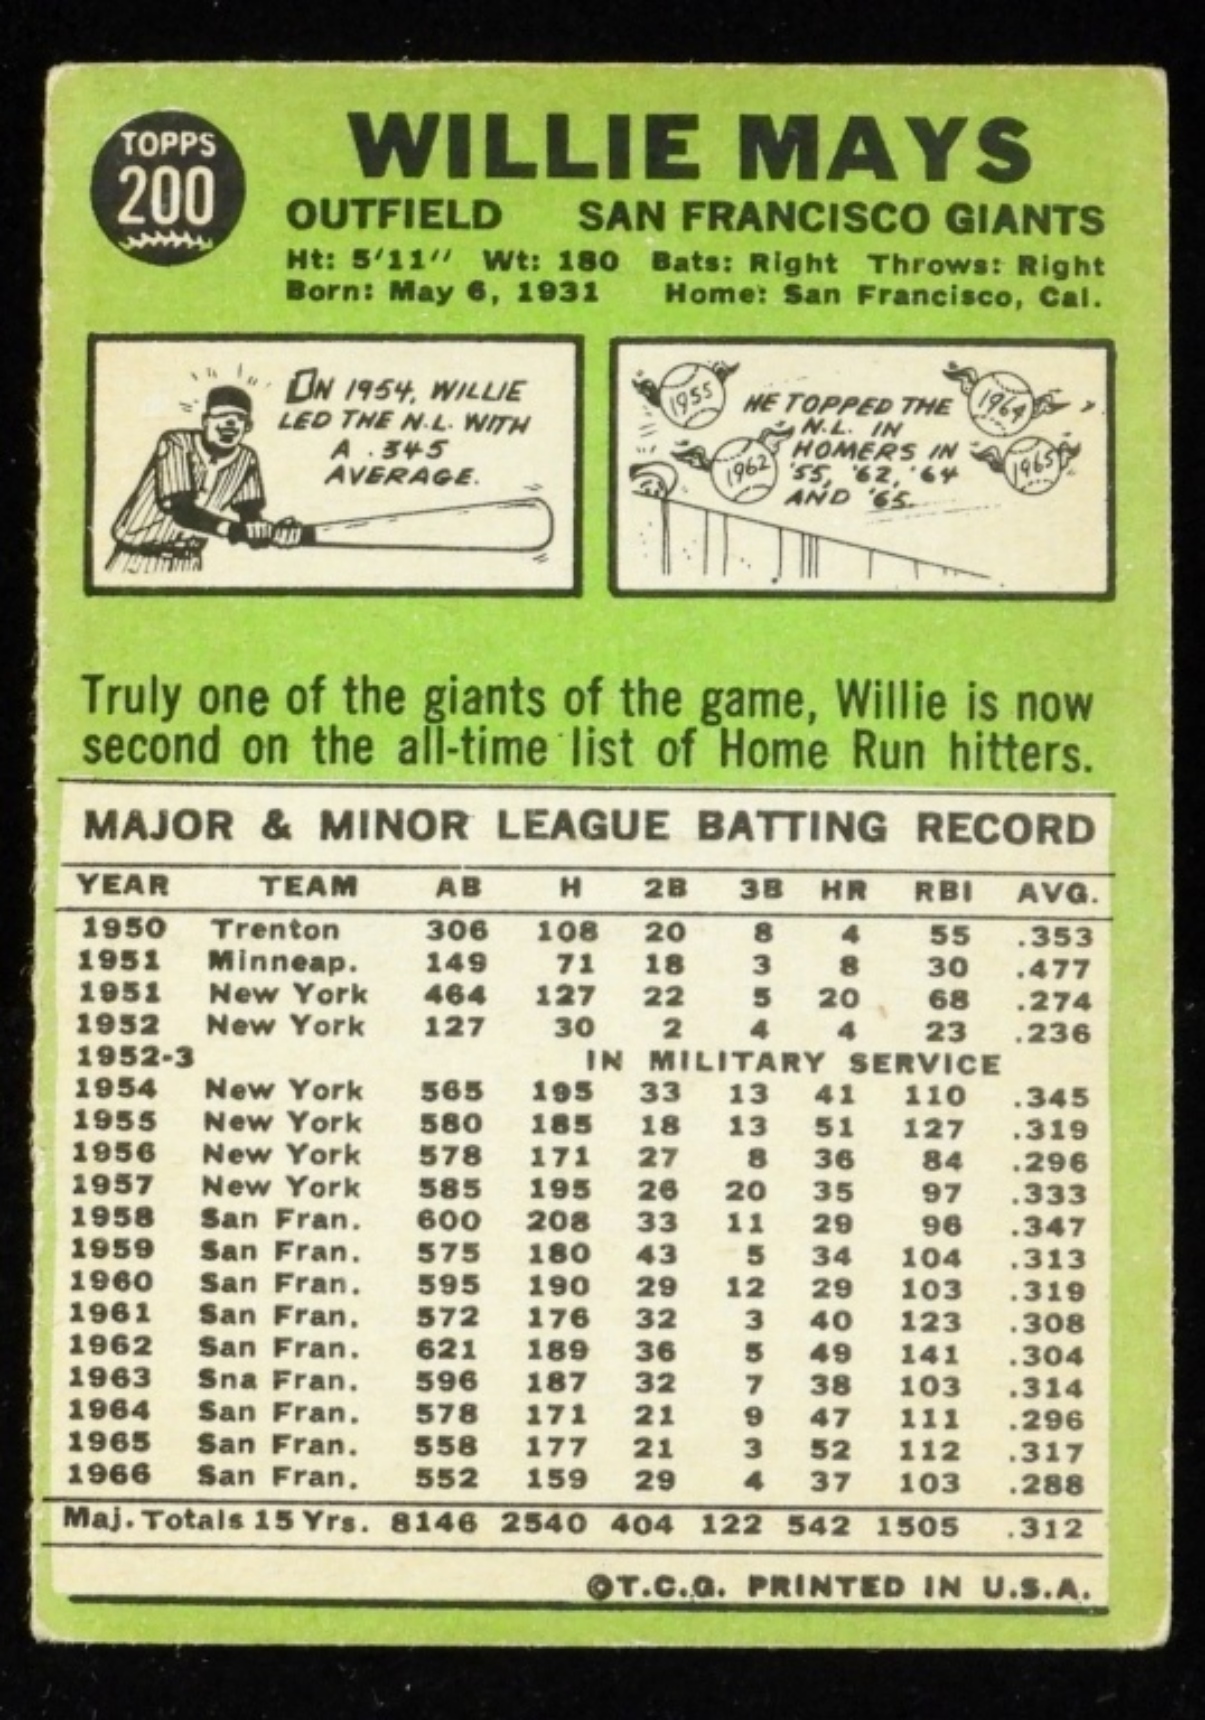 TOPPS
200
WILLIE MAYS
OUTFIELD SAN FRANCISCO GIANTS
Ht: 5'11" Wt: 180 Bats: Right Throws: Right
Born: May 6, 1931 Home: San Francisco, Cal.
IN 1954, WILLIE
LED THE N.L. WITH
A .345
AVERAGE.
1955
1962
1964
1965
HE TOPPED THE
N.L. IN
HOMERS IN
'55, '62, '64
AND '65.
Truly one of the giants of the game, Willie is now
second on the all-time list of Home Run hitters.
MAJOR & MINOR LEAGUE BATTING RECORD
YEAR TEAM AB H 2B 3B HR RBI AVG.
1950 Trenton 306 108 20 8 4 55 .353
1951 Minneap. 149 71 18 3 8 30 .477
1951 New York 464 127 22 5 20 68 .274
1952 New York 127 30 2 4 4 23 .236
1952-3 IN MILITARY SERVICE
1954 New York 565 195 33 13 41 110 .345
1955 New York 580 185 18 13 51 127 .319
1956 New York 578 171 27 8 36 84 .296
1957 New York 585 195 26 20 35 97 .333
1958 San Fran. 600 208 33 11 29 96 .347
1959 San Fran. 575 180 43 5 34 104 .313
1960 San Fran. 595 190 29 12 29 103 .319
1961 San Fran. 572 176 32 3 40 123 .308
1962 San Fran. 621 189 36 5 49 141 .304
1963 Sna Fran. 596 187 32 7 38 103 .314
1964 San Fran. 578 171 21 9 47 111 .296
1965 San Fran. 558 177 21 3 52 112 .317
1966 San Fran. 552 159 29 4 37 103 .288
Maj. Totals 15 Yrs. 8146 2540 404 122 542 1505 .312
©T.C.G. PRINTED IN U.S.A.